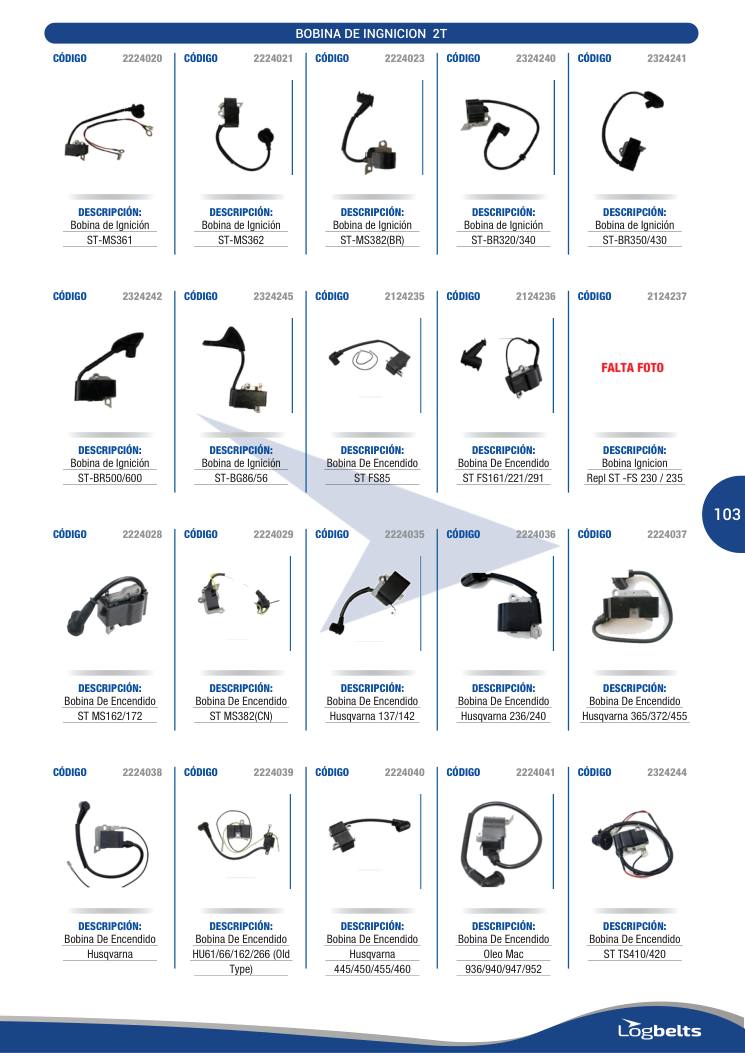 BOBINA DE INGNICION 2T
CÓDIGO 2224020
DESCRIPCIÓN:
Bobina de Ignición
ST-MS361
CÓDIGO 2224021
DESCRIPCIÓN:
Bobina de Ignición
ST-MS362
CÓDIGO 2224023
DESCRIPCIÓN:
Bobina de Ignición
ST-MS382(BR)
CÓDIGO 2324240
DESCRIPCIÓN:
Bobina de Ignición
ST-BR320/340
CÓDIGO 2324241
DESCRIPCIÓN:
Bobina de Ignición
ST-BR350/430
CÓDIGO 2324242
DESCRIPCIÓN:
Bobina de Ignición
ST-BR500/600
CÓDIGO 2324245
DESCRIPCIÓN:
Bobina de Ignición
ST-BG86/56
CÓDIGO 2124235
DESCRIPCIÓN:
Bobina De Encendido
ST FS85
CÓDIGO 2124236
DESCRIPCIÓN:
Bobina De Encendido
ST FS161/221/291
CÓDIGO 2124237
FALTA FOTO
DESCRIPCIÓN:
Bobina Ignicion
Repl ST -FS 230 / 235
103
CÓDIGO 2224028
DESCRIPCIÓN:
Bobina De Encendido
ST MS162/172
CÓDIGO 2224029
DESCRIPCIÓN:
Bobina De Encendido
ST MS382(CN)
CÓDIGO 2224035
DESCRIPCIÓN:
Bobina De Encendido
Husqvarna 137/142
CÓDIGO 2224036
DESCRIPCIÓN:
Bobina De Encendido
Husqvarna 236/240
CÓDIGO 2224037
DESCRIPCIÓN:
Bobina De Encendido
Husqvarna 365/372/455
CÓDIGO 2224038
DESCRIPCIÓN:
Bobina De Encendido
Husqvarna
CÓDIGO 2224039
DESCRIPCIÓN:
Bobina De Encendido
HU61/66/162/266 (Old
Type)
CÓDIGO 2224040
DESCRIPCIÓN:
Bobina De Encendido
Husqvarna
445/450/455/460
CÓDIGO 2224041
DESCRIPCIÓN:
Bobina De Encendido
Oleo Mac
936/940/947/952
CÓDIGO 2324244
DESCRIPCIÓN:
Bobina De Encendido
ST TS410/420
Logbelts